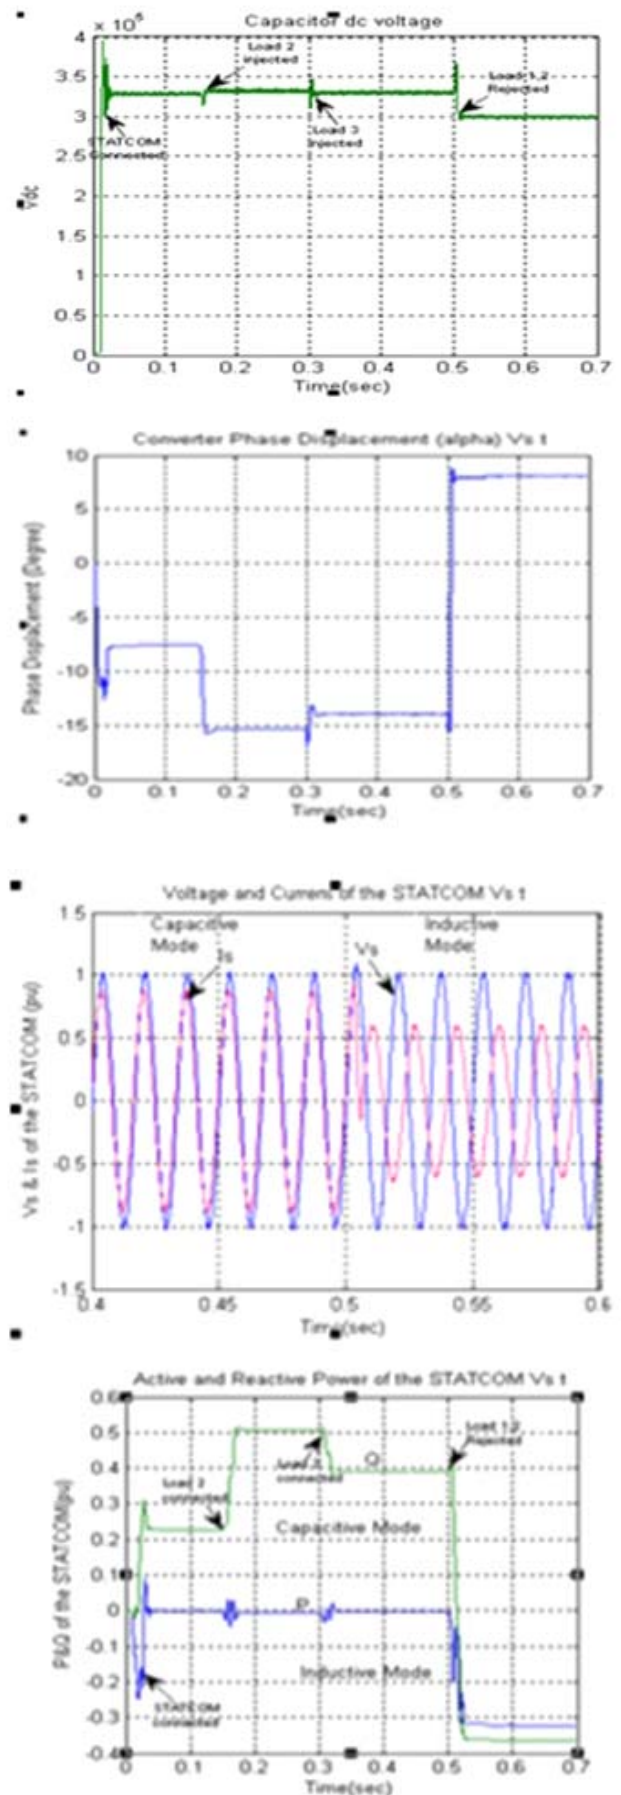 Capacitor dc voltage
× 10⁵
4
3.5
3
2.5
2
1.5
1
0.5
0
Vdc
Load 2
injected
STATCOM
Connected
Load 3
Injected
Load 1,2
Rejected
0 0.1 0.2 0.3 0.4 0.5 0.6 0.7
Time(sec)
Converter Phase Displacement (alpha) Vs t
10
5
0
-5
-10
-15
-20
Phase Displacement (Degree)
0 0.1 0.2 0.3 0.4 0.5 0.6 0.7
Time(sec)
Voltage and Current of the STATCOM Vs t
1.5
1
0.5
0
-0.5
-1
-1.5
Vs & Is of the STATCOM (pu)
Capacitive
Mode
Is
Vs
Inductive
Mode
0.4 0.45 0.5 0.55 0.6
Time(sec)
Active and Reactive Power of the STATCOM Vs t
0.6
0.5
0.4
0.3
0.2
0.1
0
-0.1
-0.2
-0.3
-0.4
P&Q of the STATCOM(pu)
Load 2
connected
Load 3
connected
Q
Load 1,2
Rejected
Capacitive Mode
P
Inductive Mode
STATCOM
connected
0 0.1 0.2 0.3 0.4 0.5 0.6 0.7
Time(sec)